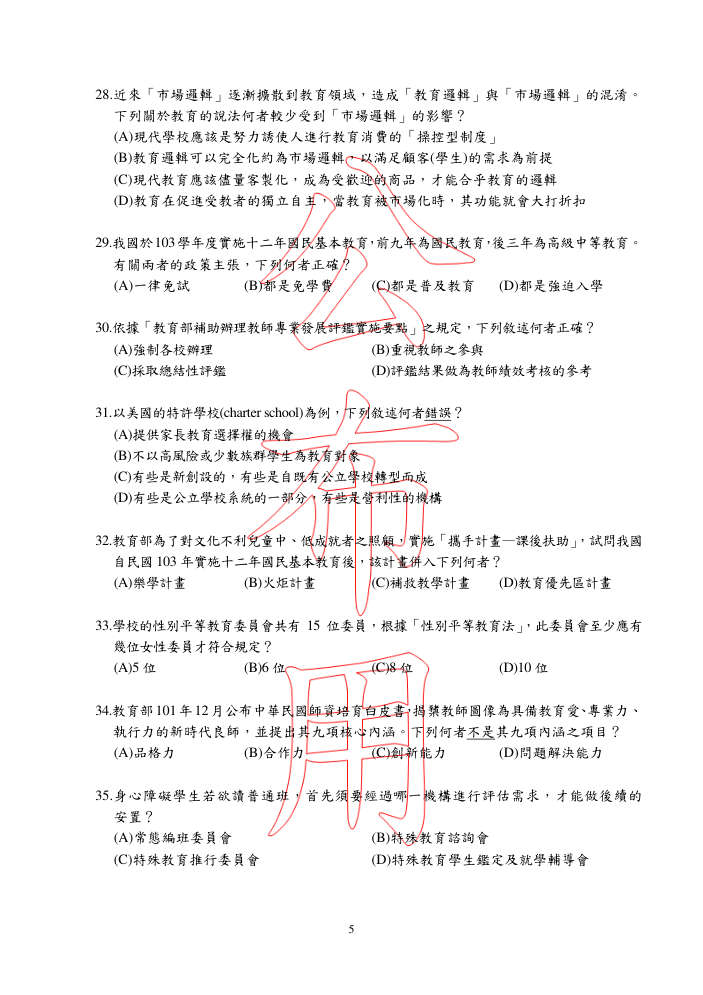 28.近來「市場邏輯」逐漸擴散到教育領域，造成「教育邏輯」與「市場邏輯」的混淆。
下列關於教育的說法何者較少受到「市場邏輯」的影響？
(A)現代學校應該是努力誘使人進行教育消費的「操控型制度」
(B)教育邏輯可以完全化約為市場邏輯，以滿足顧客(學生)的需求為前提
(C)現代教育應該儘量客製化，成為受歡迎的商品，才能合乎教育的邏輯
(D)教育在促進受教者的獨立自主，當教育被市場化時，其功能就會大打折扣
29.我國於103學年度實施十二年國民基本教育，前九年為國民教育，後三年為高級中等教育。
有關兩者的政策主張，下列何者正確？
(A)一律免試 (B)都是免學費 (C)都是普及教育 (D)都是強迫入學
30.依據「教育部補助辦理教師專業發展評鑑實施要點」之規定，下列敘述何者正確？
(A)強制各校辦理 (B)重視教師之參與
(C)採取總結性評鑑 (D)評鑑結果做為教師績效考核的參考
31.以美國的特許學校(charter school)為例，下列敘述何者錯誤？
(A)提供家長教育選擇權的機會
(B)不以高風險或少數族群學生為教育對象
(C)有些是新創設的，有些是自既有公立學校轉型而成
(D)有些是公立學校系統的一部分，有些是營利性的機構
32.教育部為了對文化不利兒童中、低成就者之照顧，實施「攜手計畫—課後扶助」，試問我國
自民國 103 年實施十二年國民基本教育後，該計畫併入下列何者？
(A)樂學計畫 (B)火炬計畫 (C)補救教學計畫 (D)教育優先區計畫
33.學校的性別平等教育委員會共有 15 位委員，根據「性別平等教育法」，此委員會至少應有
幾位女性委員才符合規定？
(A)5 位 (B)6 位 (C)8 位 (D)10 位
34.教育部 101 年 12 月公布中華民國師資培育白皮書，揭櫫教師圖像為具備教育愛、專業力、
執行力的新時代良師，並提出其九項核心內涵。下列何者不是其九項內涵之項目？
(A)品格力 (B)合作力 (C)創新能力 (D)問題解決能力
35.身心障礙學生若欲讀普通班，首先須要經過哪一機構進行評估需求，才能做後續的
安置？
(A)常態編班委員會 (B)特殊教育諮詢會
(C)特殊教育推行委員會 (D)特殊教育學生鑑定及就學輔導會
公布用
5